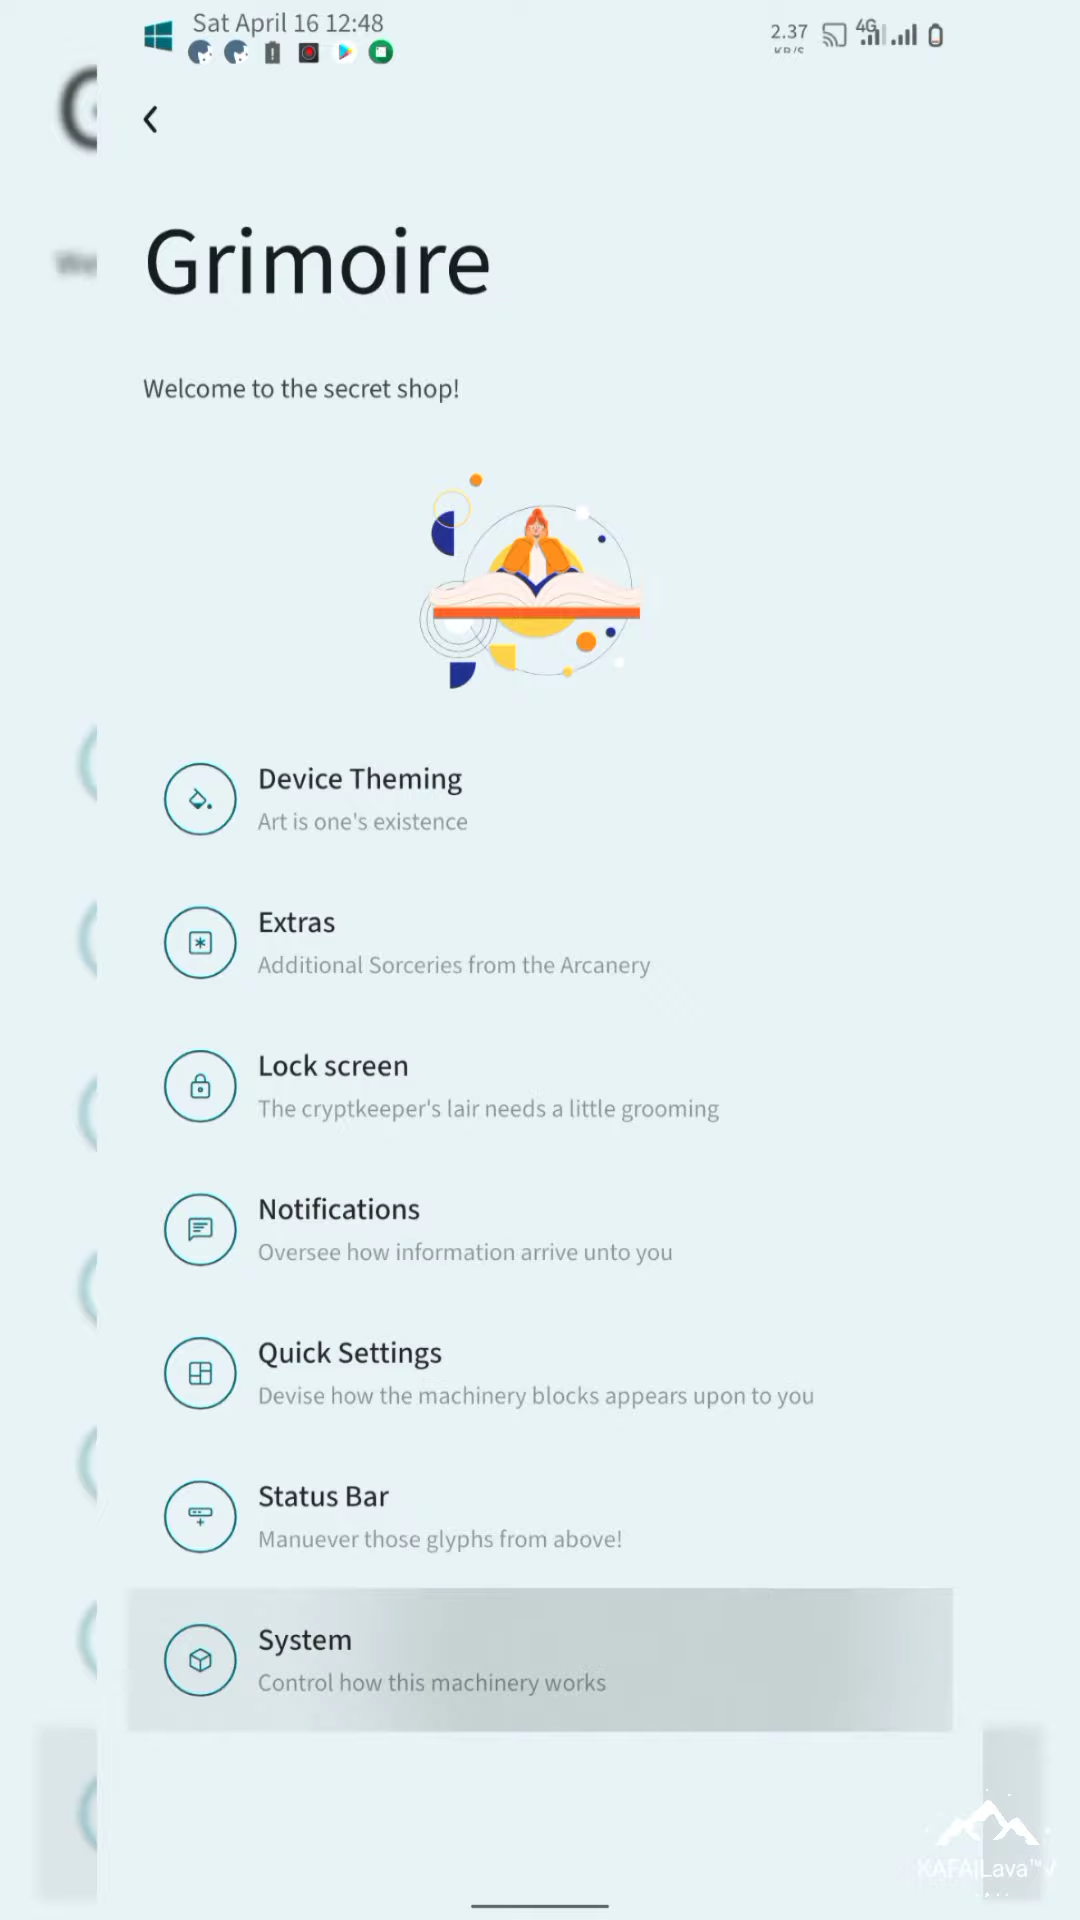 Sat April 16 12:48
2.37
KB/s
4G
Grimoire
Welcome to the secret shop!
Device Theming
Art is one's existence
Extras
Additional Sorceries from the Arcanery
Lock screen
The cryptkeeper's lair needs a little grooming
Notifications
Oversee how information arrive unto you
Quick Settings
Devise how the machinery blocks appears upon to you
Status Bar
Manuever those glyphs from above!
System
Control how this machinery works